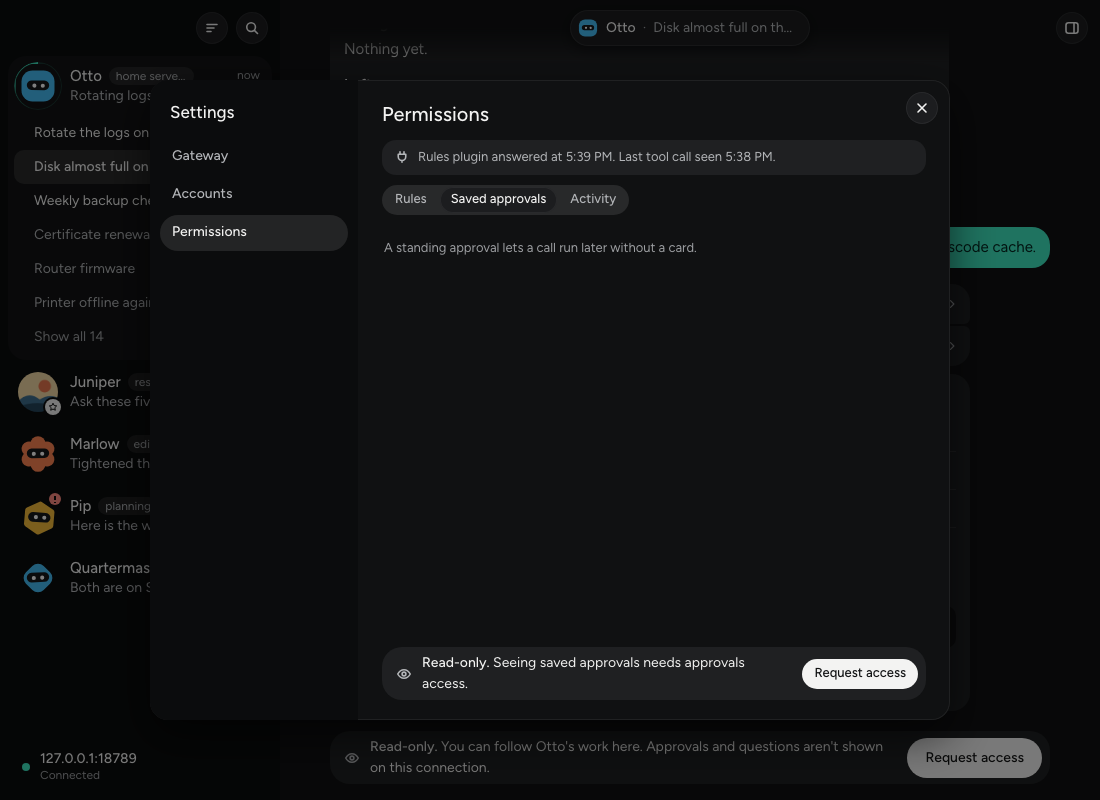 Otto · Disk almost full on th...
Nothing yet.
Otto home serve... now
Rotating logs
Rotate the logs on
Disk almost full on
Weekly backup che
Certificate renewa
Router firmware
Printer offline again
Show all 14
Juniper res
Ask these fiv
Marlow edi
Tightened th
Pip planning
Here is the w
Quartermas
Both are on S
127.0.0.1:18789
Connected
Settings
Gateway
Accounts
Permissions
Permissions
Rules plugin answered at 5:39 PM. Last tool call seen 5:38 PM.
Rules Saved approvals Activity
A standing approval lets a call run later without a card.
scode cache.
Read-only. Seeing saved approvals needs approvals
access.
Request access
Read-only. You can follow Otto's work here. Approvals and questions aren't shown
on this connection.
Request access